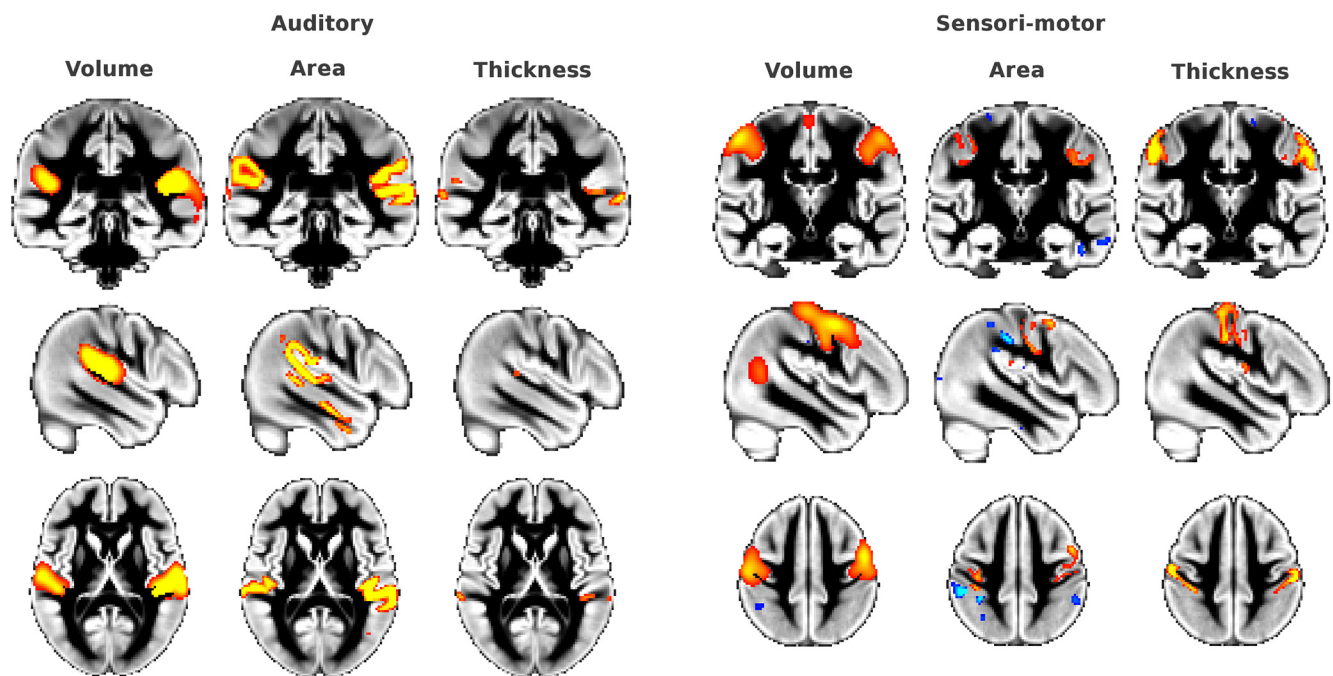 Auditory
Sensori-motor
Volume
Area
Thickness
Volume
Area
Thickness